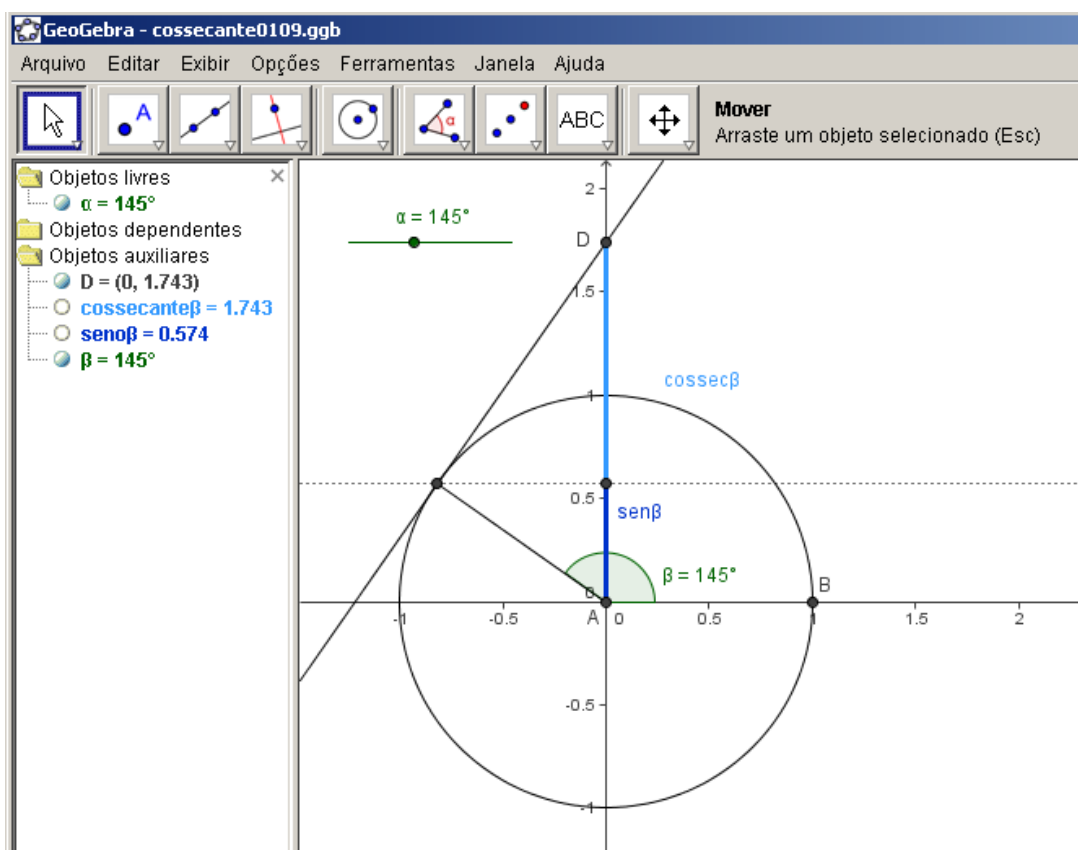 GeoGebra - cossecante0109.ggb
Arquivo Editar Exibir Opções Ferramentas Janela Ajuda
A
α
ABC
Mover
Arraste um objeto selecionado (Esc)
Objetos livres
α = 145°
Objetos dependentes
Objetos auxiliares
D = (0, 1.743)
cossecanteβ = 1.743
senoβ = 0.574
β = 145°
2
α = 145°
D
1.5
cossecβ
1
0.5
senβ
β = 145°
0
B
A
-1 -0.5 0 0.5 1 1.5 2
-0.5
-1